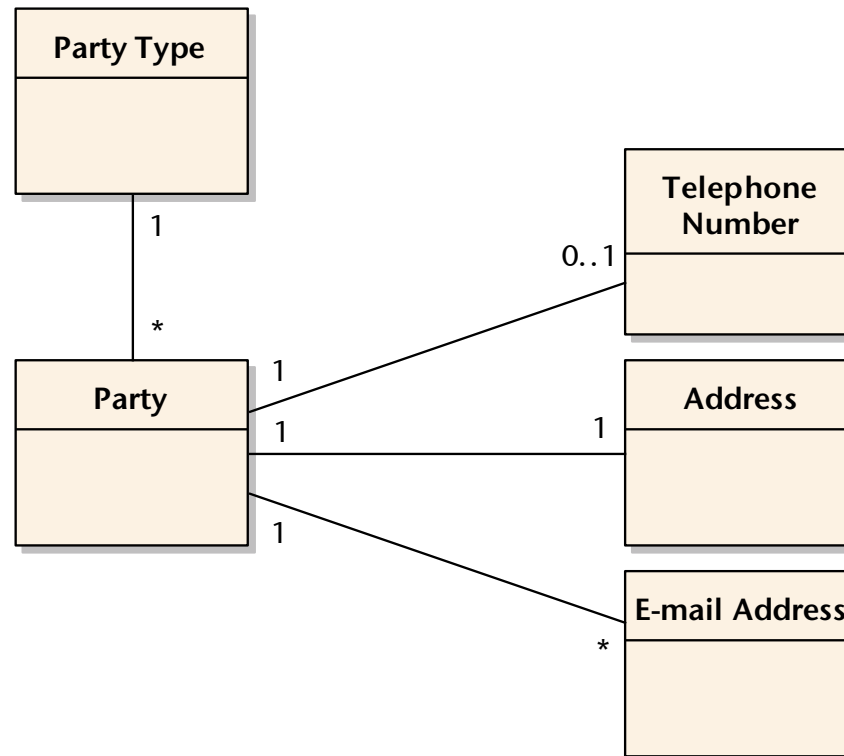 Party Type
1
*
Party
Telephone
Number
0..1
1
Address
1
1
E-mail Address
1
*